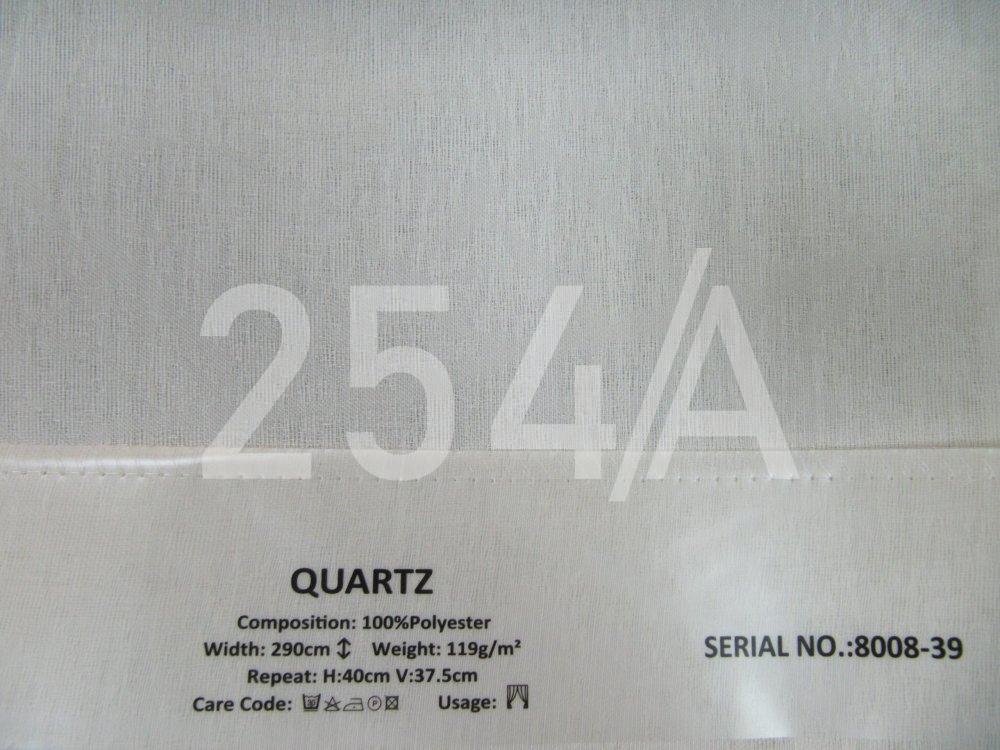 254//A
QUARTZ
Composition: 100%Polyester
Width: 290cm ↕ Weight: 119g/m²
Repeat: H:40cm V:37.5cm
Care Code: Usage:
SERIAL NO.:8008-39